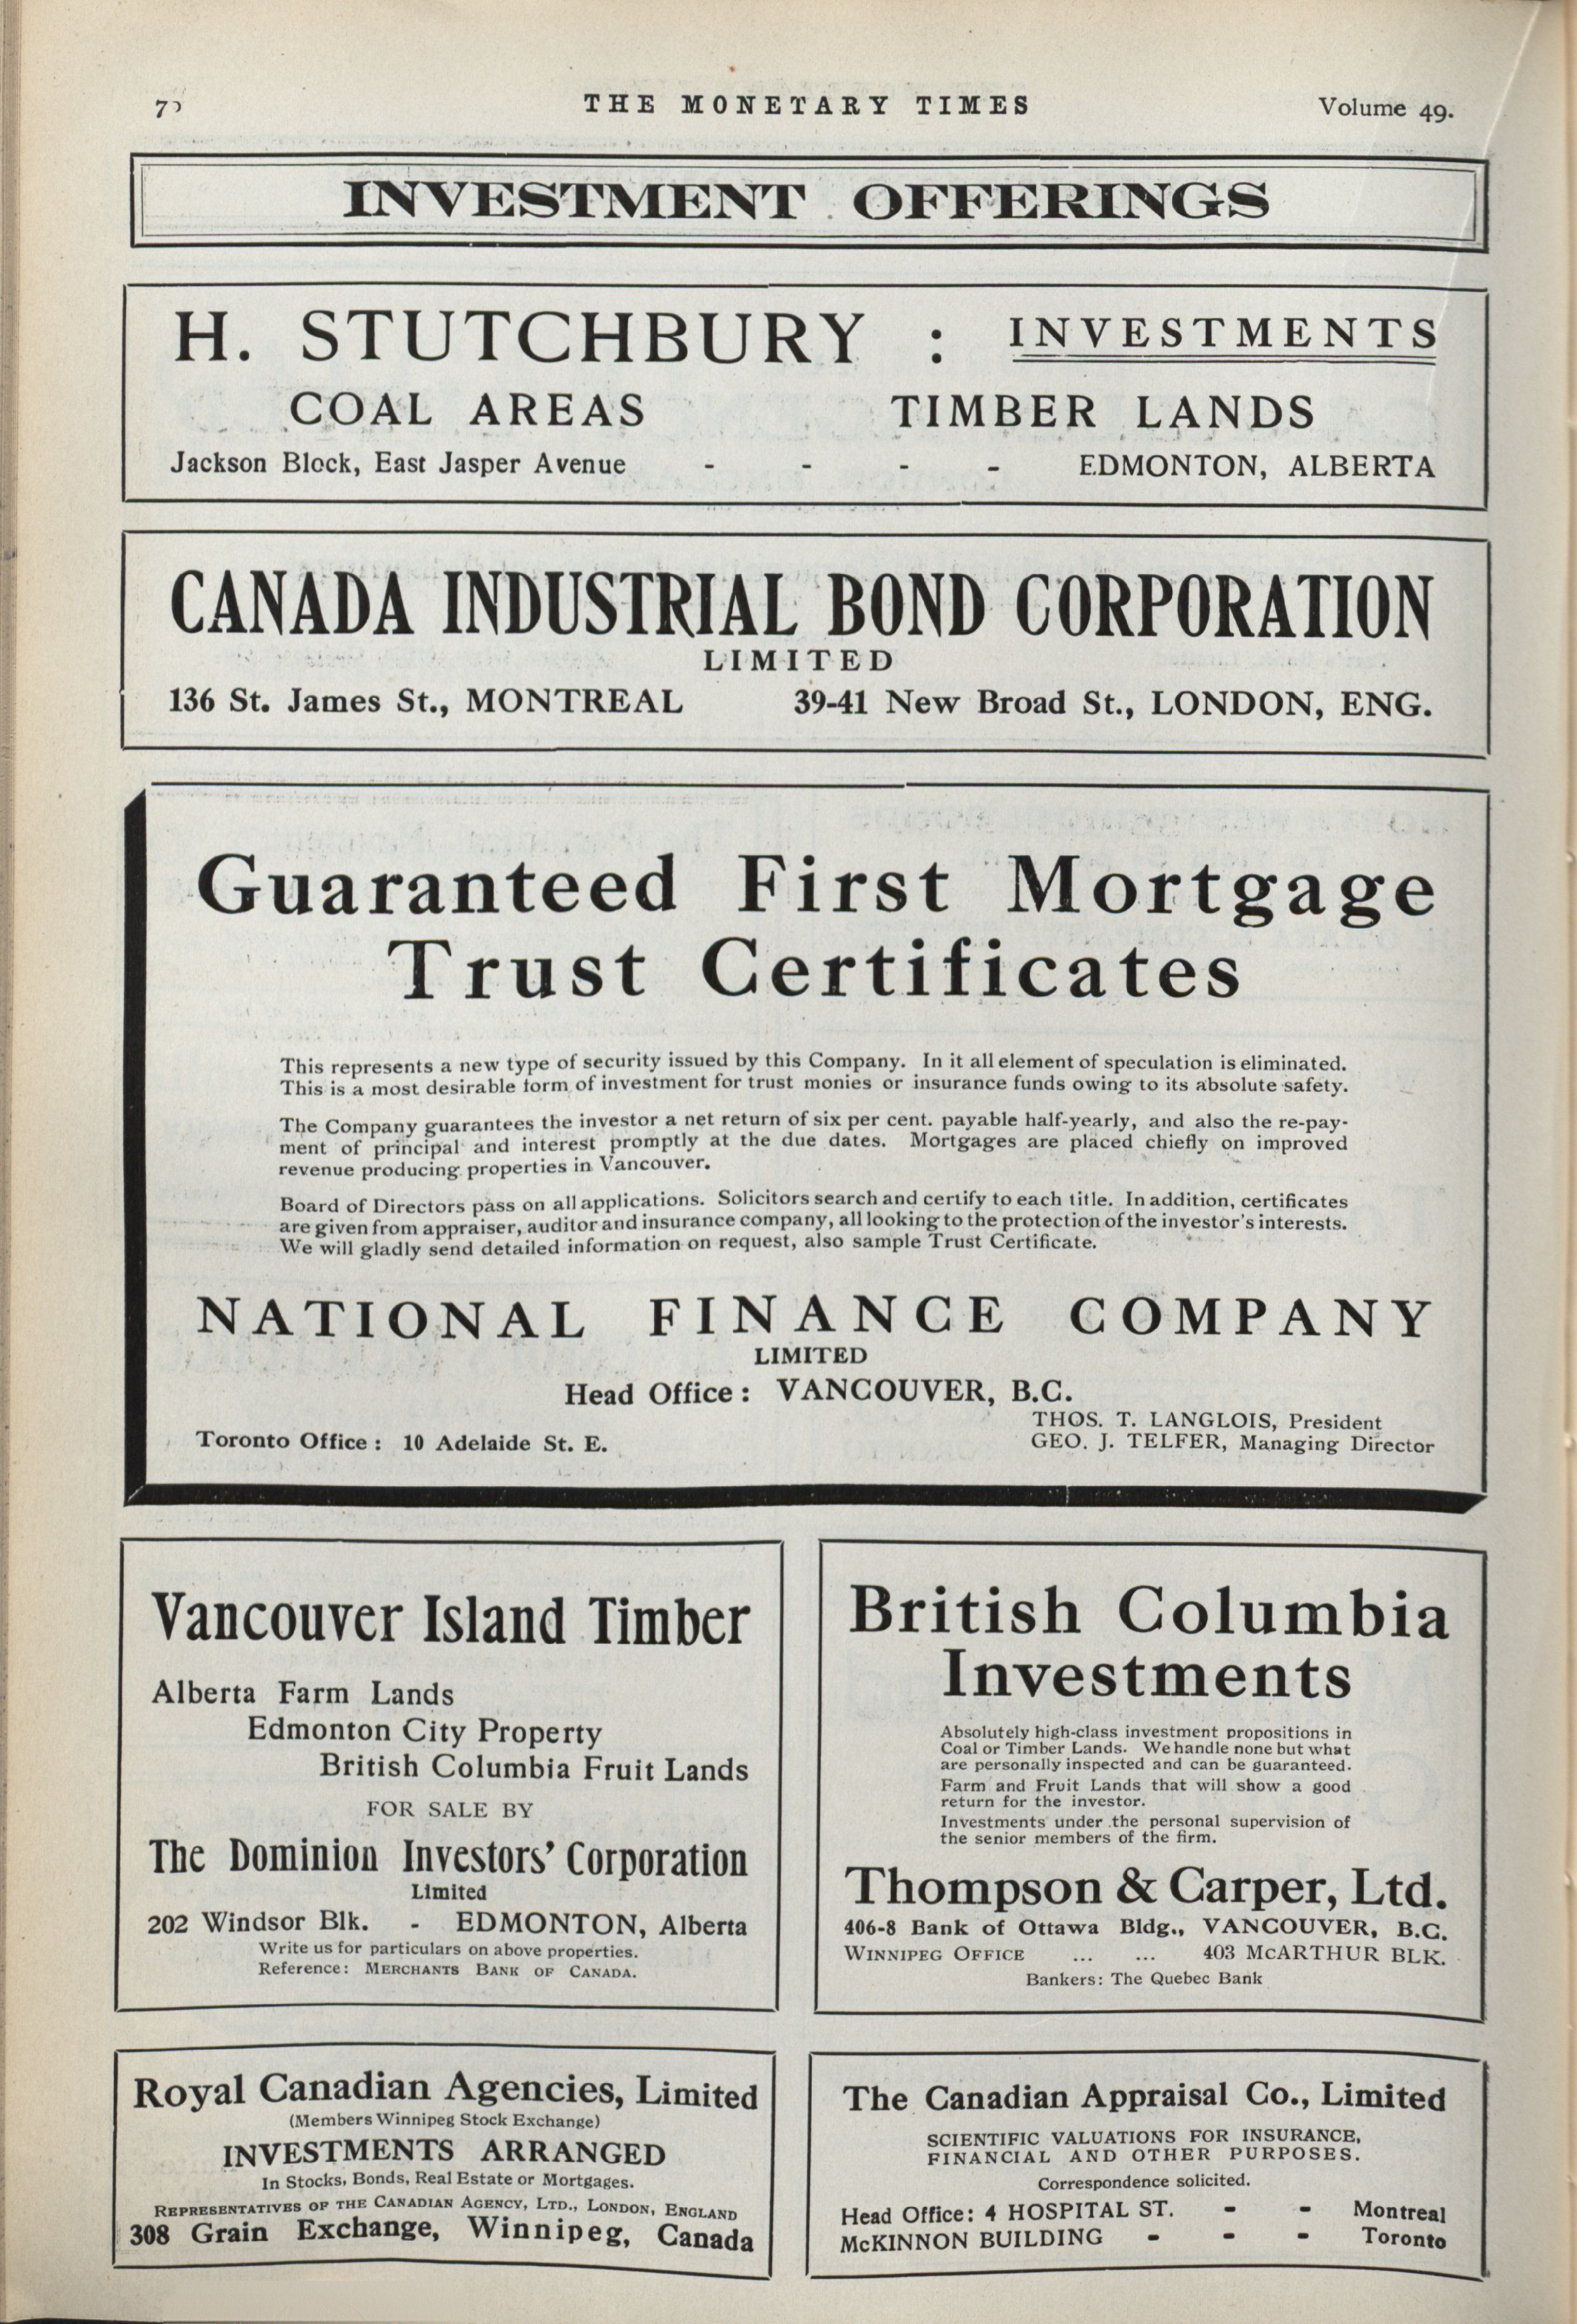 THE MONETARY TIMES
Volume 49.
INVESTMENT OFFERINGS
H. STUTCHBURY : INVESTMENTS
COAL AREAS TIMBER LANDS
Jackson Block, East Jasper Avenue - - - - EDMONTON, ALBERTA
CANADA INDUSTRIAL BOND CORPORATION
LIMITED
136 St. James St., MONTREAL 39-41 New Broad St., LONDON, ENG.
Guaranteed First Mortgage
Trust Certificates
This represents a new type of security issued by this Company. In it all element of speculation is eliminated.
This is a most desirable form of investment for trust monies or insurance funds owing to its absolute safety.
The Company guarantees the investor a net return of six per cent. payable half-yearly, and also the re-pay-
ment of principal and interest promptly at the due dates. Mortgages are placed chiefly on improved
revenue producing properties in Vancouver.
Board of Directors pass on all applications. Solicitors search and certify to each title. In addition, certificates
are given from appraiser, auditor and insurance company, all looking to the protection of the investor's interests.
We will gladly send detailed information on request, also sample Trust Certificate.
NATIONAL FINANCE COMPANY
LIMITED
Head Office: VANCOUVER, B.C.
THOS. T. LANGLOIS, President
Toronto Office: 10 Adelaide St. E.
GEO. J. TELFER, Managing Director
Vancouver Island Timber
Alberta Farm Lands
Edmonton City Property
British Columbia Fruit Lands
FOR SALE BY
The Dominion Investors' Corporation
Limited
202 Windsor Blk. - EDMONTON, Alberta
Write us for particulars on above properties.
Reference: MERCHANTS BANK OF CANADA.
British Columbia
Investments
Absolutely high-class investment propositions in
Coal or Timber Lands. We handle none but what
are personally inspected and can be guaranteed.
Farm and Fruit Lands that will show a good
return for the investor.
Investments under the personal supervision of
the senior members of the firm.
Thompson & Carper, Ltd.
406-8 Bank of Ottawa Bldg., VANCOUVER, B.C.
WINNIPEG OFFICE ... ... 403 McARTHUR BLK.
Bankers: The Quebec Bank
Royal Canadian Agencies, Limited
(Members Winnipeg Stock Exchange)
INVESTMENTS ARRANGED
In Stocks, Bonds, Real Estate or Mortgages.
REPRESENTATIVES OF THE CANADIAN AGENCY, LTD., LONDON, ENGLAND
308 Grain Exchange, Winnipeg, Canada
The Canadian Appraisal Co., Limited
SCIENTIFIC VALUATIONS FOR INSURANCE,
FINANCIAL AND OTHER PURPOSES.
Correspondence solicited.
Head Office: 4 HOSPITAL ST. - - Montreal
McKINNON BUILDING - - - Toronto